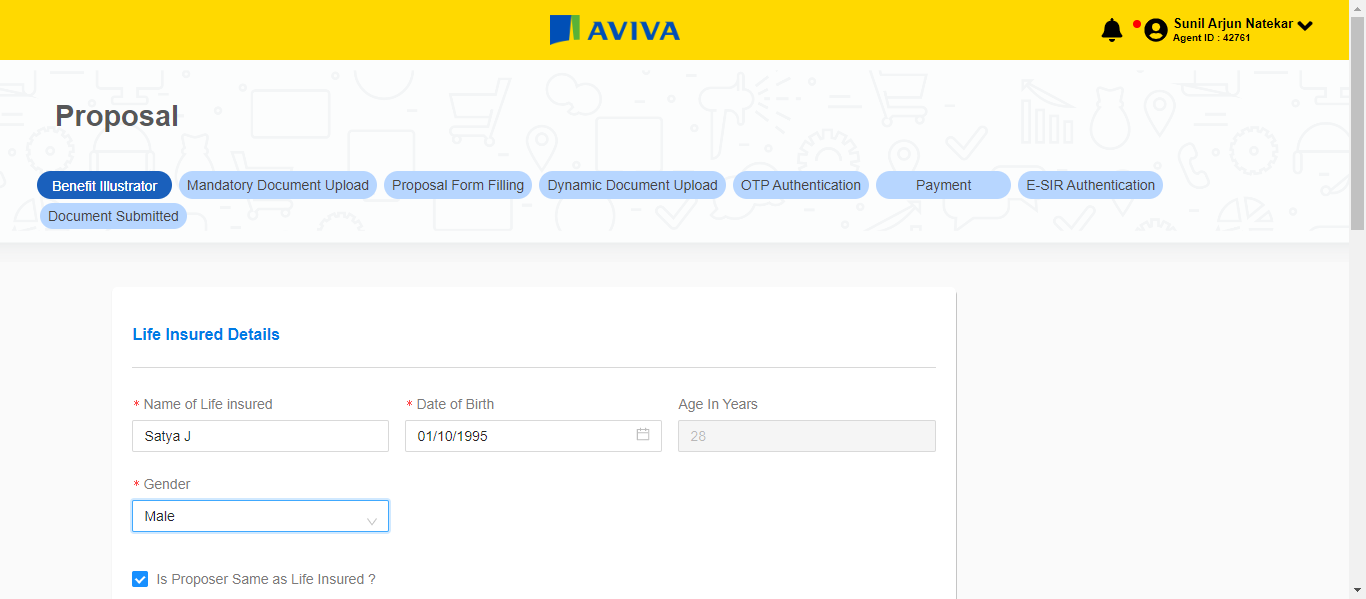 AVIVA
Sunil Arjun Natekar
Agent ID : 42761
Proposal
Benefit Illustrator Mandatory Document Upload Proposal Form Filling Dynamic Document Upload OTP Authentication Payment E-SIR Authentication
Document Submitted
Life Insured Details
* Name of Life insured * Date of Birth Age In Years
Satya J 01/10/1995 28
* Gender
Male
Is Proposer Same as Life Insured ?